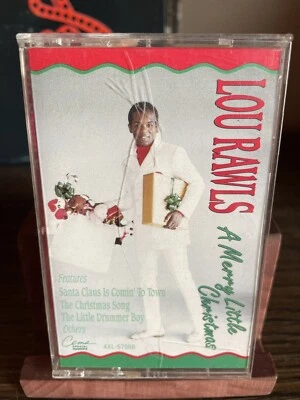 LOU RAWLS
A Merry Little
Christmas
Features
Santa Claus Is Comin' To Town
The Christmas Song
The Little Drummer Boy
Others
Cema